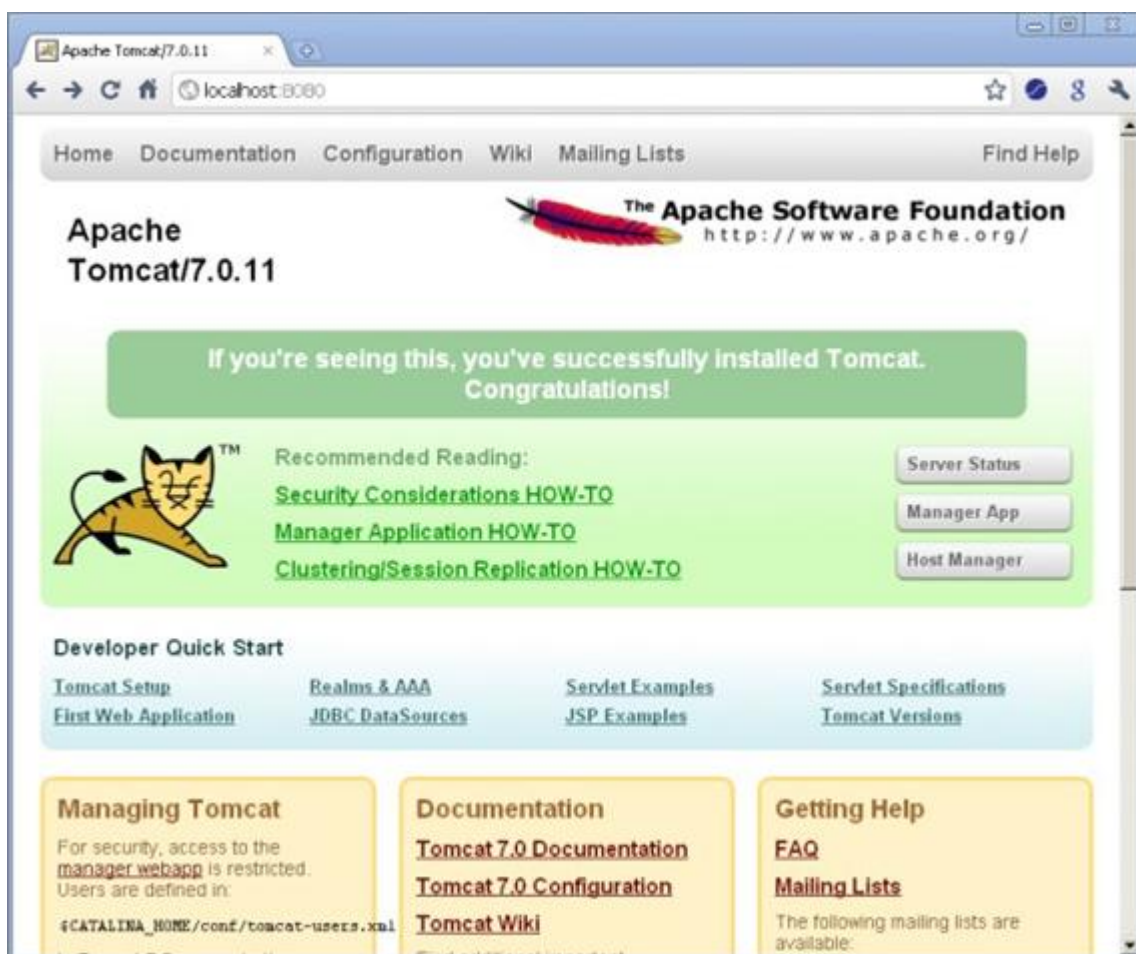 Apache Tomcat/7.0.11
localhost:8080
Home Documentation Configuration Wiki Mailing Lists Find Help
The Apache Software Foundation
http://www.apache.org/
Apache
Tomcat/7.0.11
If you're seeing this, you've successfully installed Tomcat.
Congratulations!
TM
Recommended Reading:
Security Considerations HOW-TO
Manager Application HOW-TO
Clustering/Session Replication HOW-TO
Server Status
Manager App
Host Manager
Developer Quick Start
Tomcat Setup Realms & AAA Servlet Examples Servlet Specifications
First Web Application JDBC DataSources JSP Examples Tomcat Versions
Managing Tomcat
For security, access to the
manager webapp is restricted.
Users are defined in:
$CATALINA_HOME/conf/tomcat-users.xml
Documentation
Tomcat 7.0 Documentation
Tomcat 7.0 Configuration
Tomcat Wiki
Getting Help
FAQ
Mailing Lists
The following mailing lists are
available: